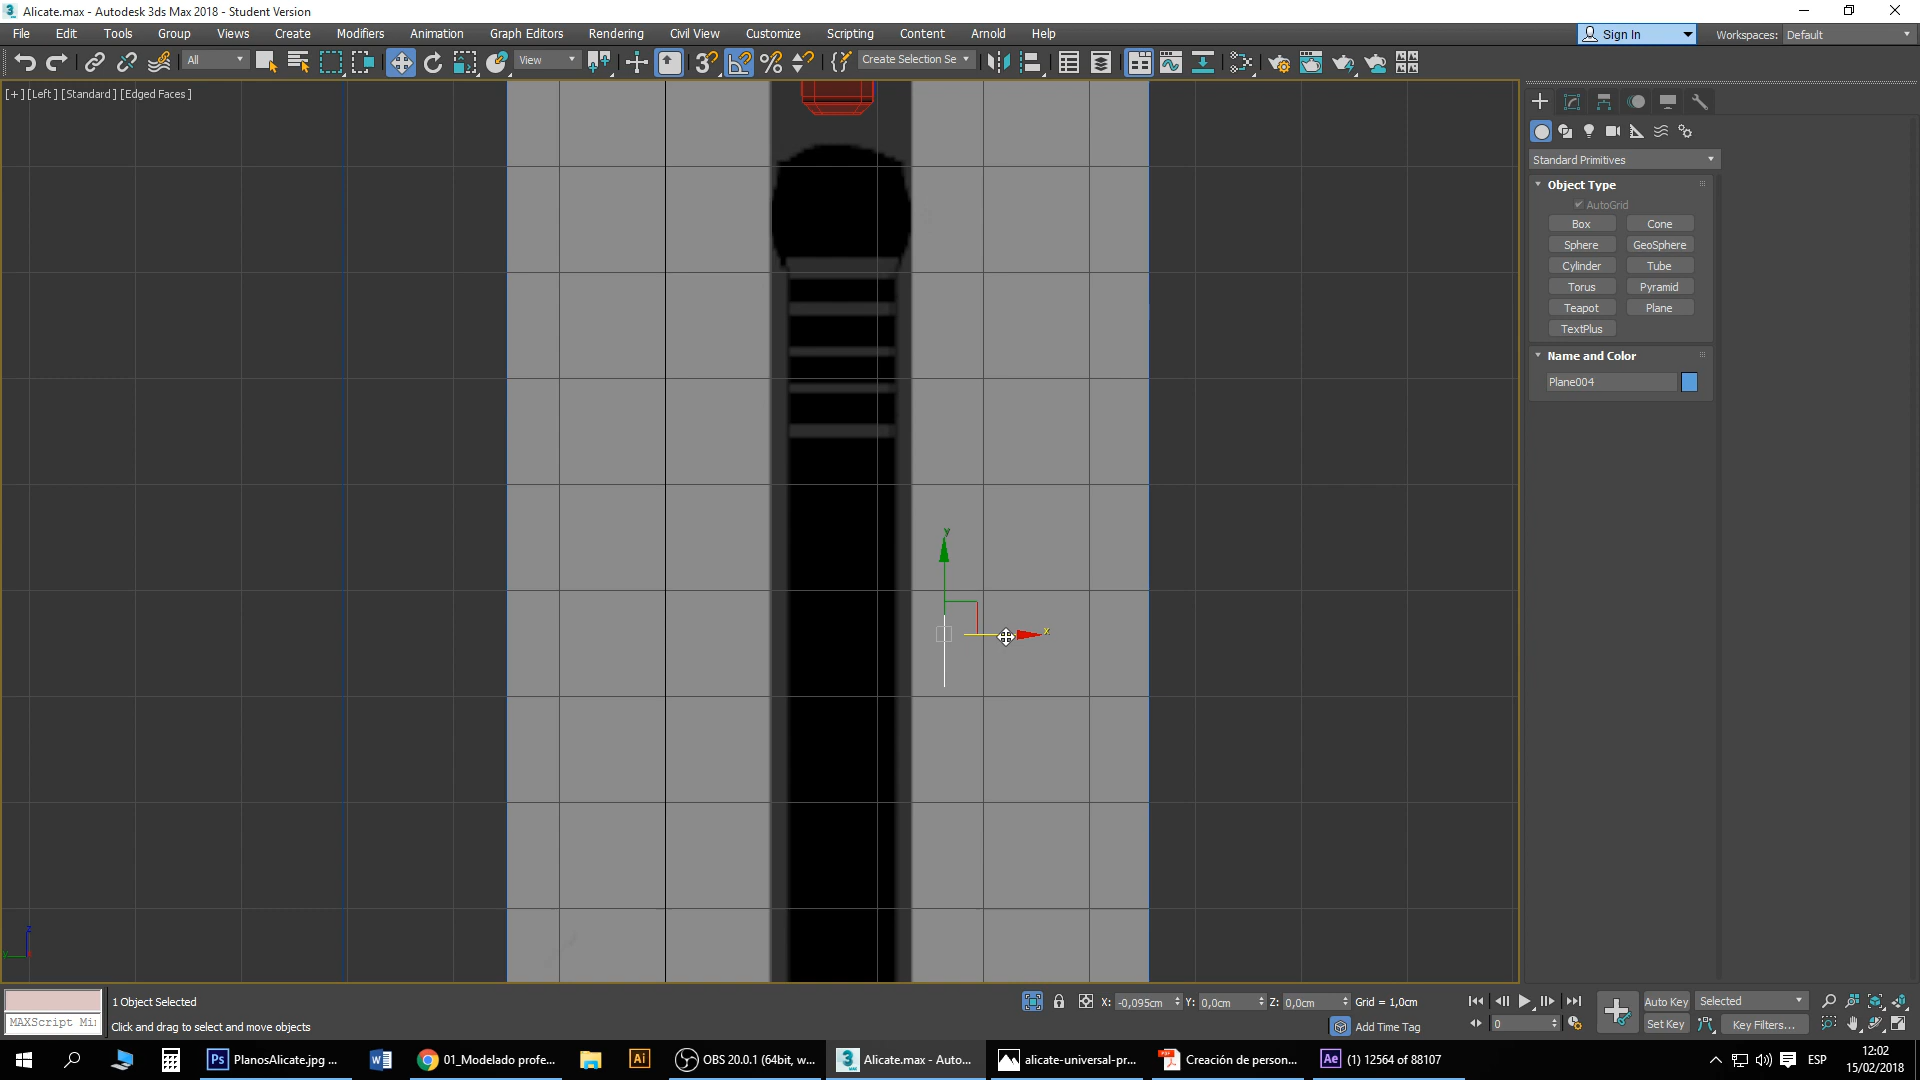 Alicate.max - Autodesk 3ds Max 2018 - Student Version
File Edit Tools Group Views Create Modifiers Animation Graph Editors Rendering Civil View Customize Scripting Content Arnold Help
Sign In
Workspaces: Default
All
View
Create Selection Se
[+] [Left] [Standard] [Edged Faces]
Standard Primitives
Object Type
AutoGrid
Box Cone
Sphere GeoSphere
Cylinder Tube
Torus Pyramid
Teapot Plane
TextPlus
Name and Color
Plane004
y
x
z
y
x
1 Object Selected
X: -0,095cm Y: 0,0cm Z: 0,0cm Grid = 1,0cm
Auto Key Selected
MAXScript Mi
Click and drag to select and move objects
Add Time Tag
0
Set Key Key Filters...
Ps PlanosAlicate.jpg ...
01_Modelado profe...
Ai
OBS 20.0.1 (64bit, w...
3 Alicate.max - Auto...
alicate-universal-pr...
Creación de person...
Ae (1) 12564 of 88107
ESP
12:02
15/02/2018